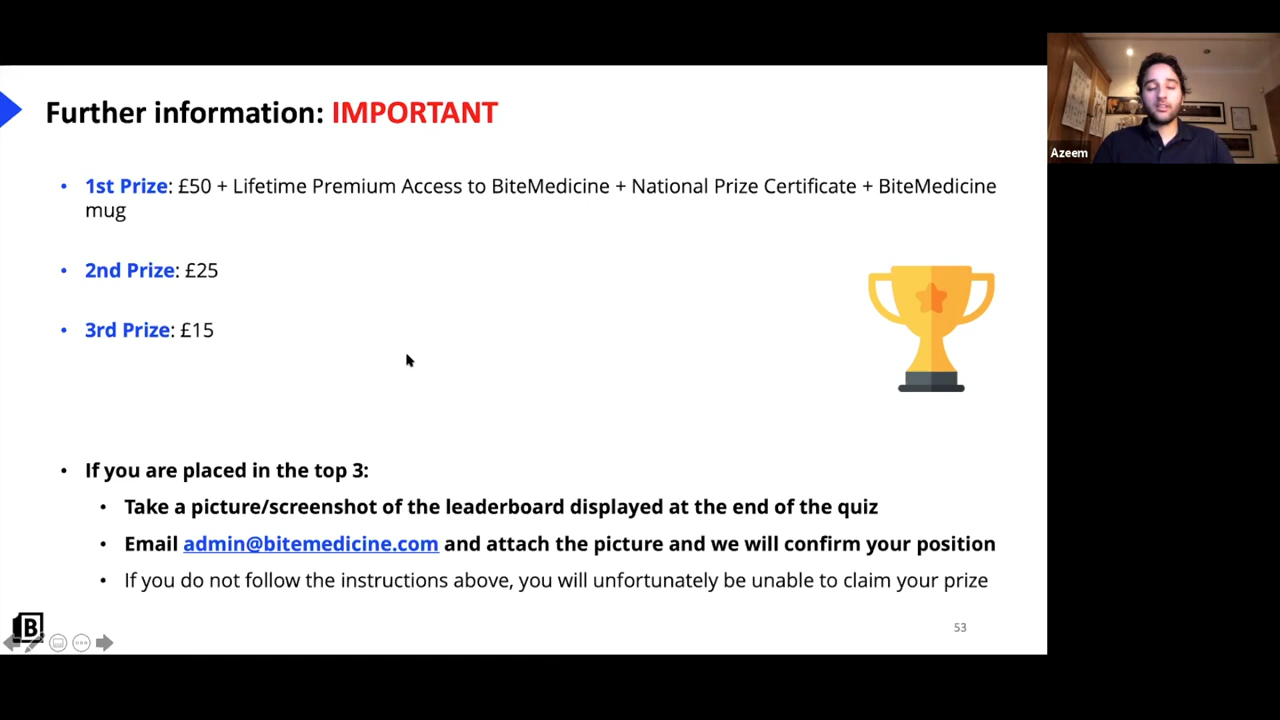 Further information: IMPORTANT
Azeem
• 1st Prize: £50 + Lifetime Premium Access to BiteMedicine + National Prize Certificate + BiteMedicine
mug
• 2nd Prize: £25
• 3rd Prize: £15
• If you are placed in the top 3:
• Take a picture/screenshot of the leaderboard displayed at the end of the quiz
• Email admin@bitemedicine.com and attach the picture and we will confirm your position
• If you do not follow the instructions above, you will unfortunately be unable to claim your prize
B
53